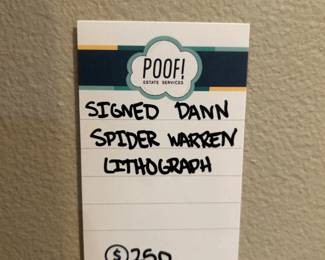 POOF!
ESTATE SERVICES
SIGNED DANN
SPIDER WARREN
LITHOGRAPH
$ 250